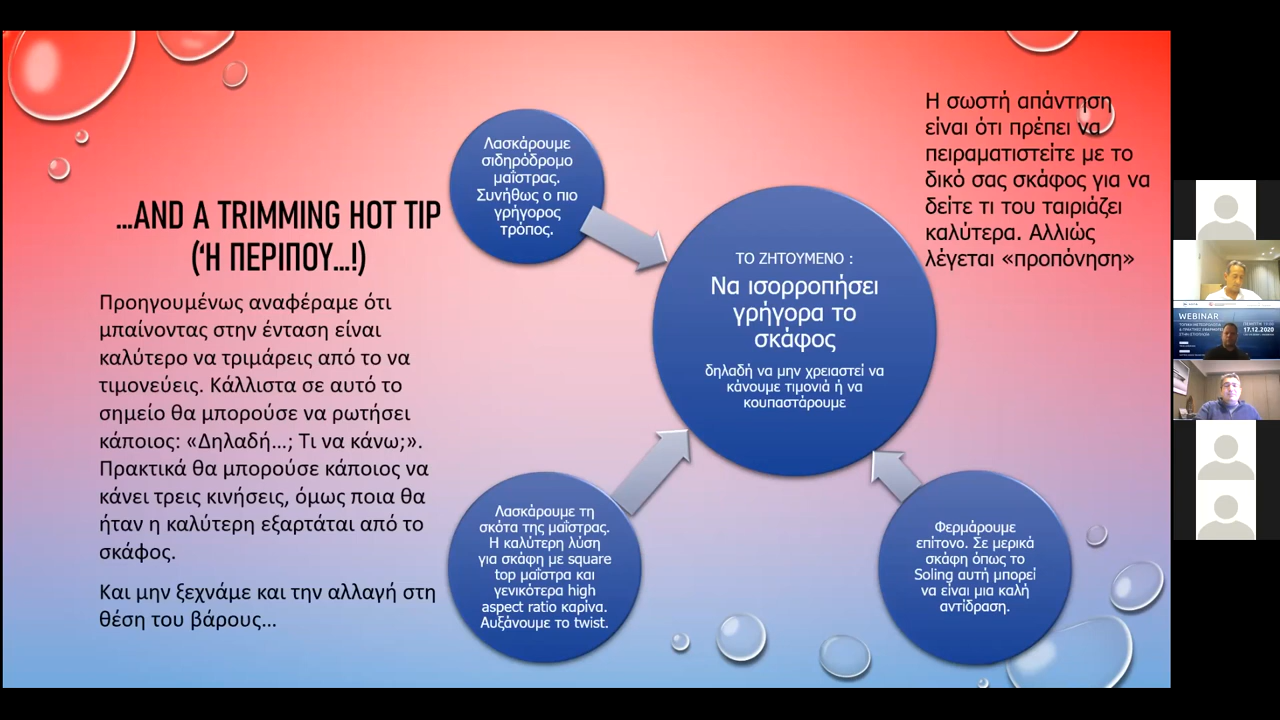 ...AND A TRIMMING HOT TIP
(Ή ΠΕΡΙΠΟΥ...!)
Προηγουμένως αναφέραμε ότι
μπαίνοντας στην ένταση είναι
καλύτερο να τριμάρεις από το να
τιμονεύεις. Κάλλιστα σε αυτό το
σημείο θα μπορούσε να ρωτήσει
κάποιος: «Δηλαδή...; Τι να κάνω;».
Πρακτικά θα μπορούσε κάποιος να
κάνει τρεις κινήσεις, όμως ποια θα
ήταν η καλύτερη εξαρτάται από το
σκάφος.
Και μην ξεχνάμε και την αλλαγή στη
θέση του βάρους...
Λασκάρουμε
σιδηρόδρομο
μαΐστρας.
Συνήθως ο πιο
γρήγορος
τρόπος.
ΤΟ ΖΗΤΟΥΜΕΝΟ :
Να ισορροπήσει
γρήγορα το
σκάφος
δηλαδή να μην χρειαστεί να
κάνουμε τιμονιά ή να
κουπαστάρουμε
Λασκάρουμε τη
σκότα της μαΐστρας.
Η καλύτερη λύση
για σκάφη με square
top μαΐστρα και
γενικότερα high
aspect ratio καρίνα.
Αυξάνουμε το twist.
Φερμάρουμε
επίτονο. Σε μερικά
σκάφη όπως το
Soling αυτή μπορεί
να είναι μια καλή
αντίδραση.
Η σωστή απάντηση
είναι ότι πρέπει να
πειραματιστείτε με το
δικό σας σκάφος για να
δείτε τι του ταιριάζει
καλύτερα. Αλλιώς
λέγεται «προπόνηση»
WEBINAR
17.12.2020